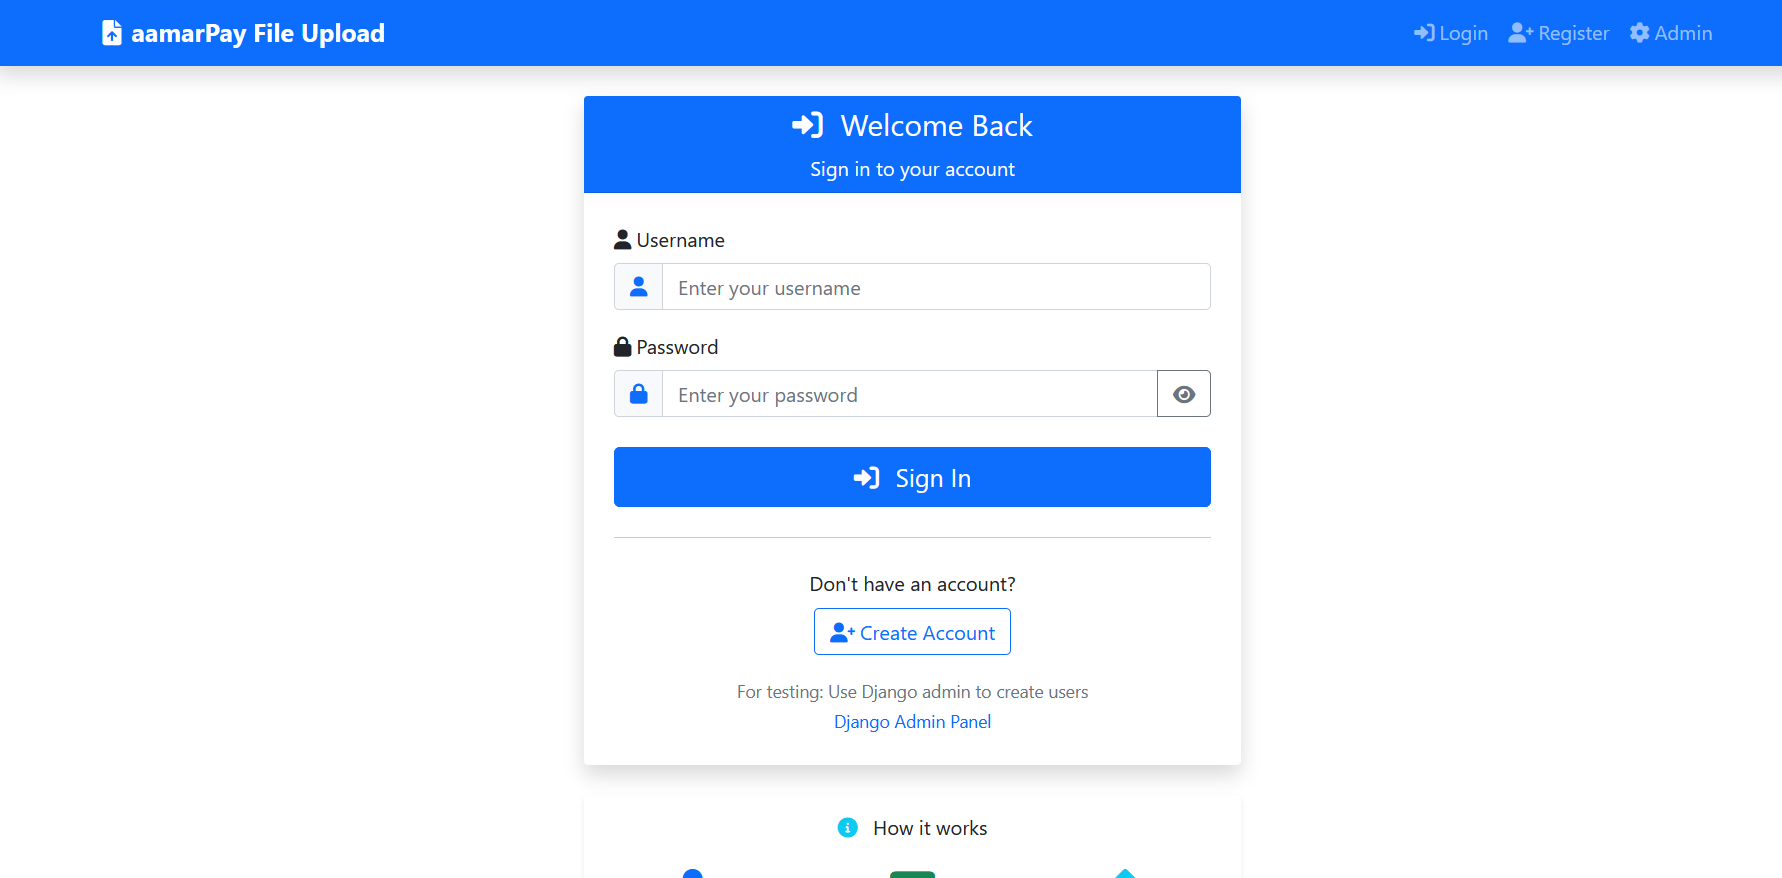 aamarPay File Upload
Login Register Admin
Welcome Back
Sign in to your account
Username
Enter your username
Password
Enter your password
Sign In
Don't have an account?
Create Account
For testing: Use Django admin to create users
Django Admin Panel
How it works